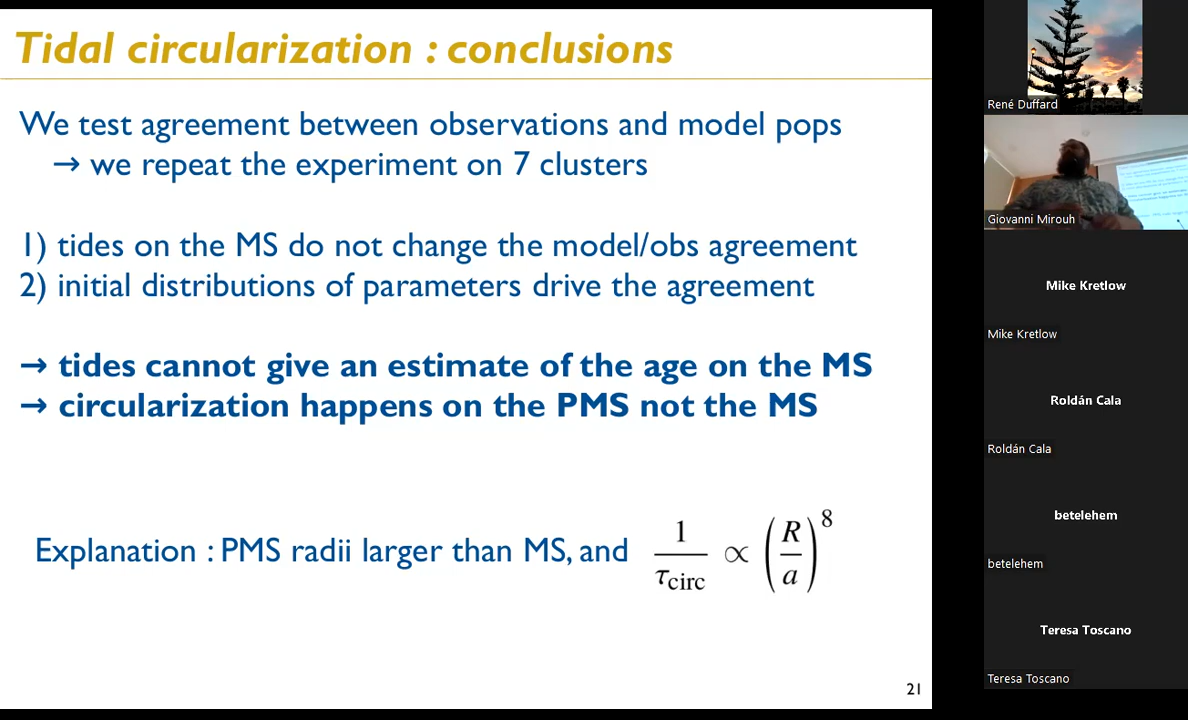 Tidal circularization : conclusions
We test agreement between observations and model pops
→ we repeat the experiment on 7 clusters
1) tides on the MS do not change the model/obs agreement
2) initial distributions of parameters drive the agreement
→ tides cannot give an estimate of the age on the MS
→ circularization happens on the PMS not the MS
Explanation : PMS radii larger than MS, and 1/τcirc ∝ (R/a)^8
21
René Duffard
Giovanni Mirouh
Mike Kretlow
Mike Kretlow
Roldán Cala
Roldán Cala
betelehem
betelehem
Teresa Toscano
Teresa Toscano